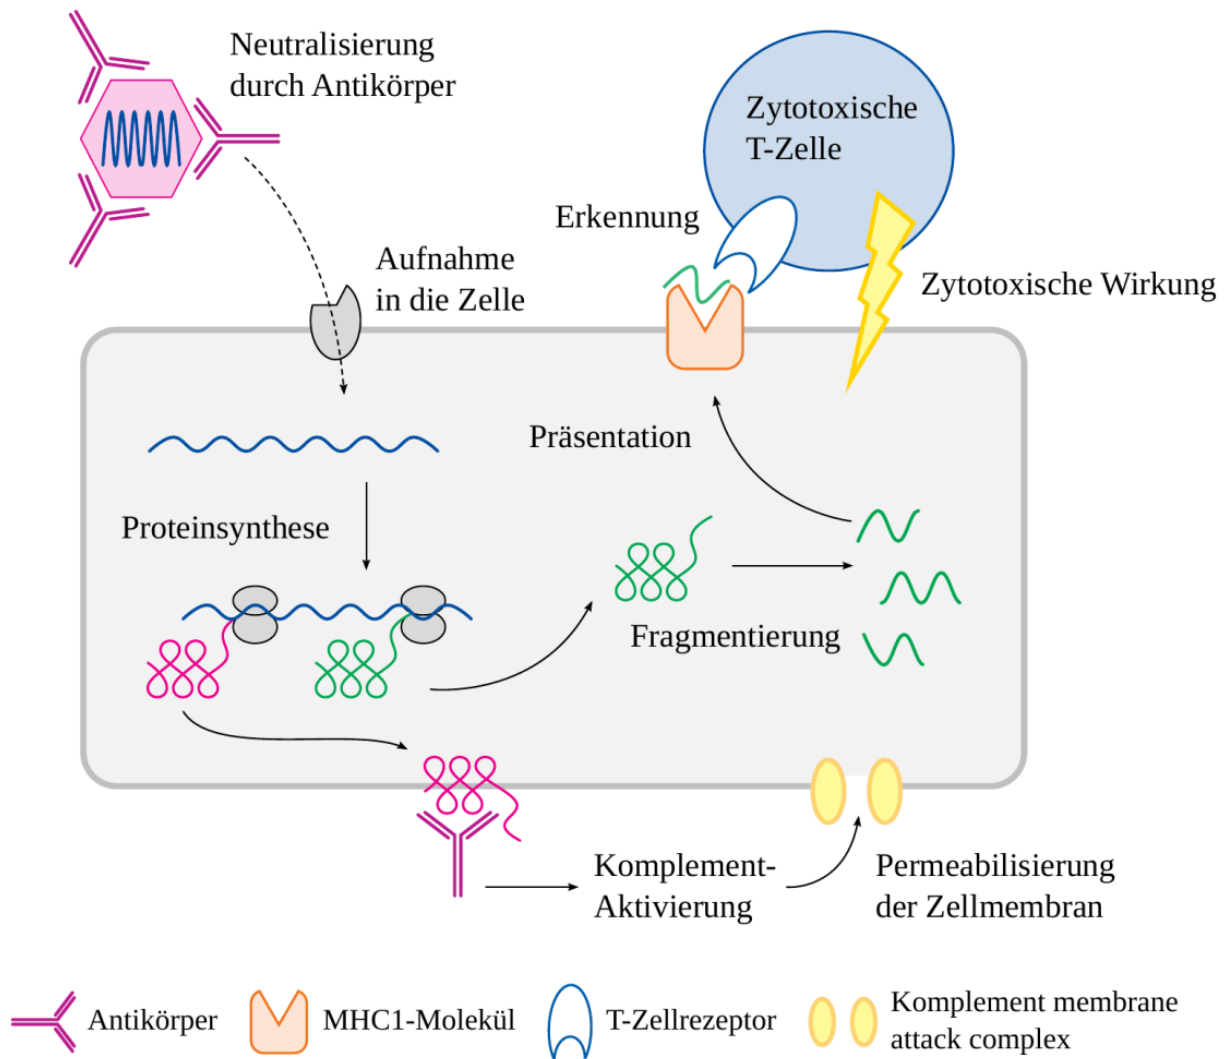 Neutralisierung
durch Antikörper
Zytotoxische
T-Zelle
Erkennung
Aufnahme
in die Zelle
Zytotoxische Wirkung
Präsentation
Proteinsynthese
Fragmentierung
Komplement-
Aktivierung
Permeabilisierung
der Zellmembran
Antikörper
MHC1-Molekül
T-Zellrezeptor
Komplement membrane
attack complex